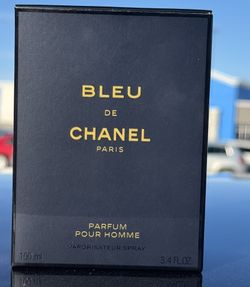 BLEU
DE
CHANEL
PARIS
PARFUM
POUR HOMME
VAPORISATEUR SPRAY
100 ml 3.4 FL.OZ.